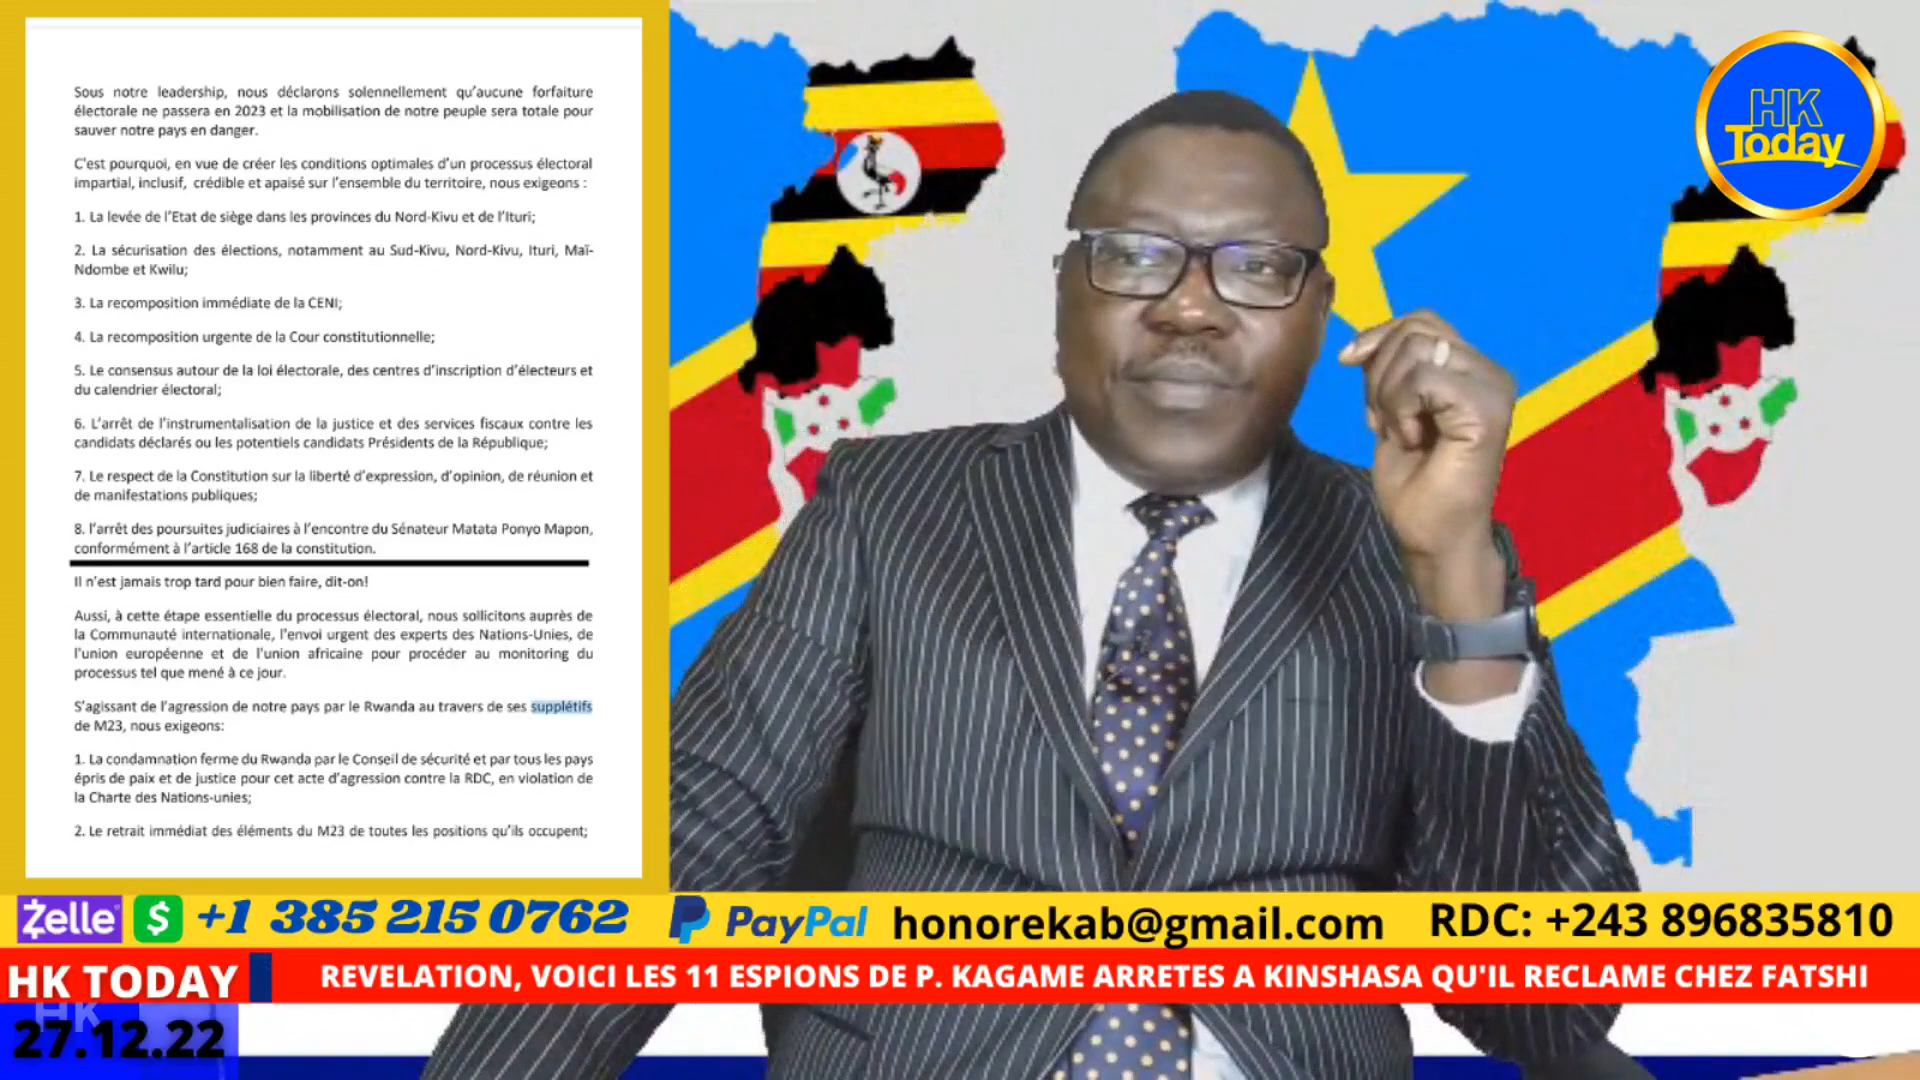 Sous notre leadership, nous déclarons solennellement qu'aucune forfaiture
électorale ne passera en 2023 et la mobilisation de notre peuple sera totale pour
sauver notre pays en danger.
C'est pourquoi, en vue de créer les conditions optimales d'un processus électoral
impartial, inclusif, crédible et apaisé sur l'ensemble du territoire, nous exigeons :
1. La levée de l'Etat de siège dans les provinces du Nord-Kivu et de l'Ituri;
2. La sécurisation des élections, notamment au Sud-Kivu, Nord-Kivu, Ituri, Maï-
Ndombe et Kwilu;
3. La recomposition immédiate de la CENI;
4. La recomposition urgente de la Cour constitutionnelle;
5. Le consensus autour de la loi électorale, des centres d'inscription d'électeurs et
du calendrier électoral;
6. L'arrêt de l'instrumentalisation de la justice et des services fiscaux contre les
candidats déclarés ou les potentiels candidats Présidents de la République;
7. Le respect de la Constitution sur la liberté d'expression, d'opinion, de réunion et
de manifestations publiques;
8. l'arrêt des poursuites judiciaires à l'encontre du Sénateur Matata Ponyo Mapon,
conformément à l'article 168 de la constitution.
Il n'est jamais trop tard pour bien faire, dit-on!
Aussi, à cette étape essentielle du processus électoral, nous sollicitons auprès de
la Communauté internationale, l'envoi urgent des experts des Nations-Unies, de
l'union européenne et de l'union africaine pour procéder au monitoring du
processus tel que mené à ce jour.
S'agissant de l'agression de notre pays par le Rwanda au travers de ses supplétifs
de M23, nous exigeons:
1. La condamnation ferme du Rwanda par le Conseil de sécurité et par tous les pays
épris de paix et de justice pour cet acte d'agression contre la RDC, en violation de
la Charte des Nations-unies;
2. Le retrait immédiat des éléments du M23 de toutes les positions qu'ils occupent;
HK
Today
Zelle $ +1 385 215 0762 PayPal honorekab@gmail.com RDC: +243 896835810
HK TODAY REVELATION, VOICI LES 11 ESPIONS DE P. KAGAME ARRETES A KINSHASA QU'IL RECLAME CHEZ FATSHI
HK
27.12.22